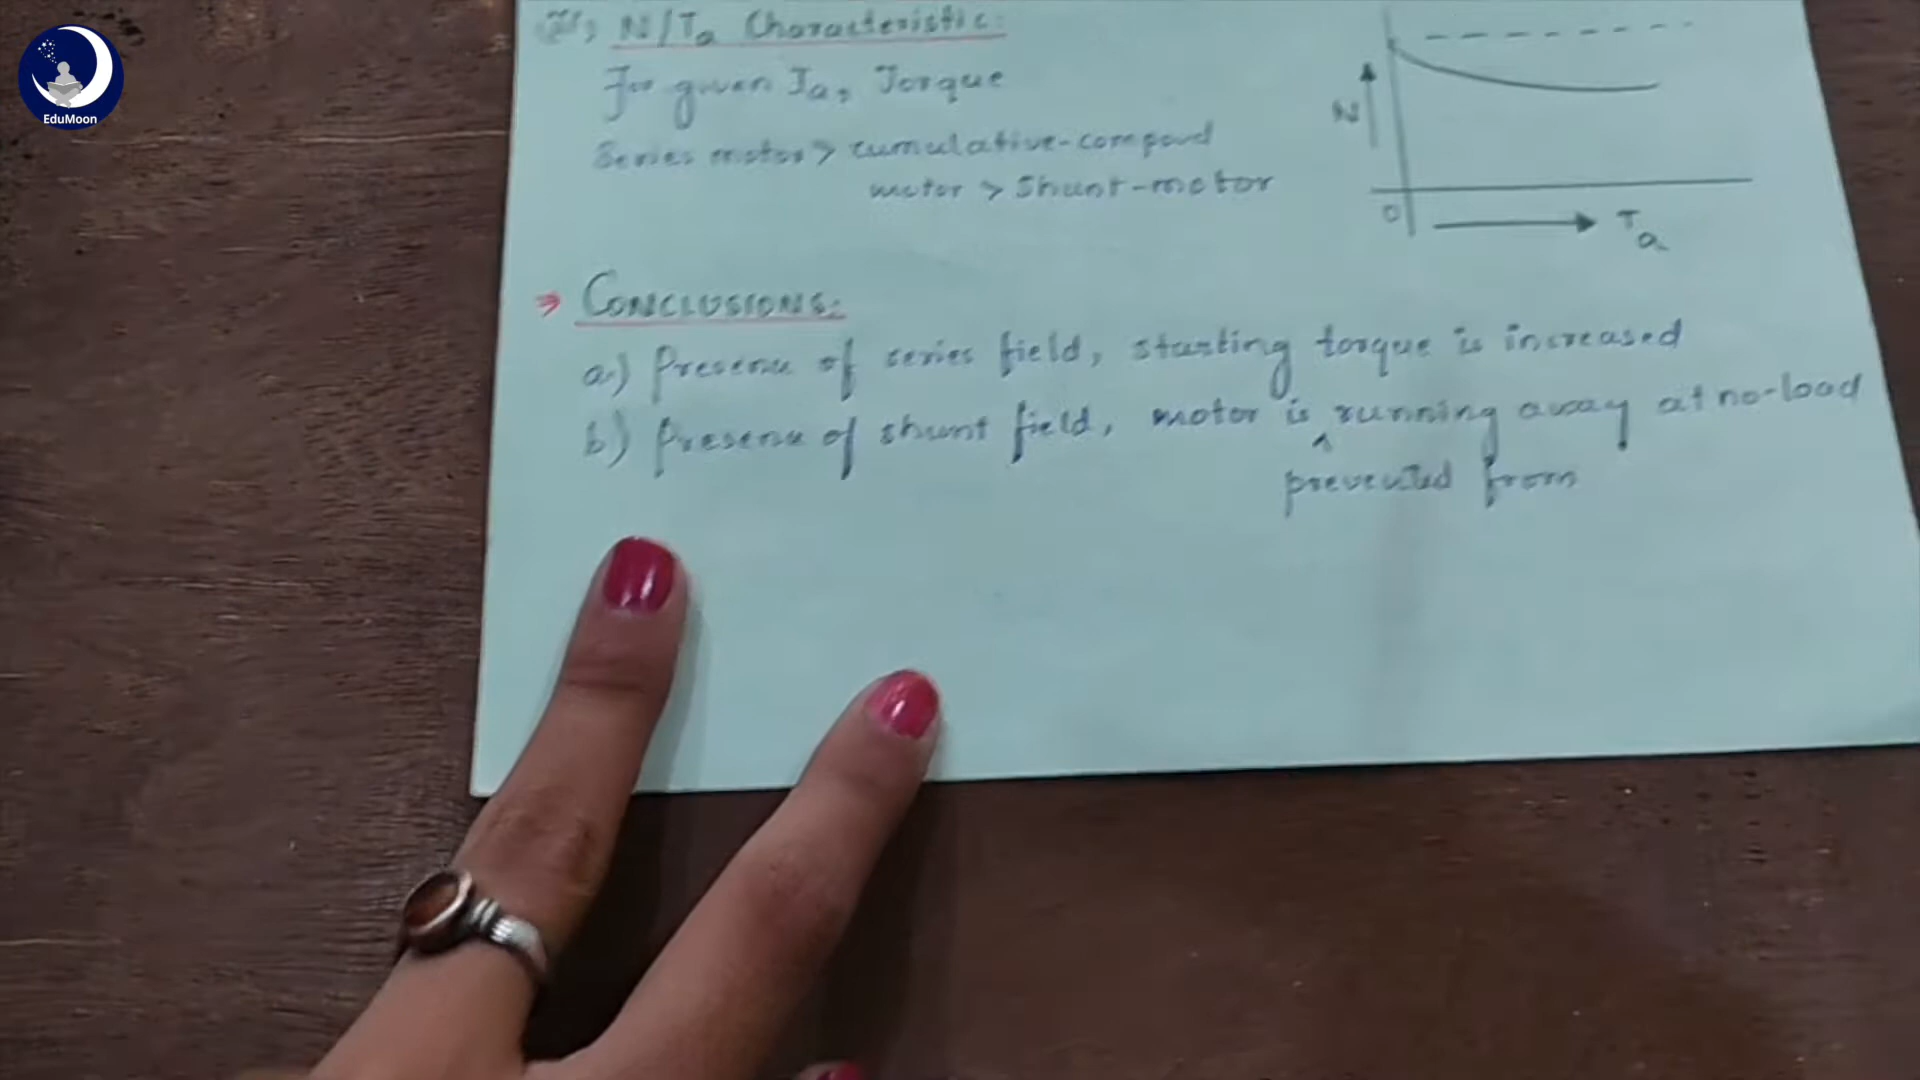 EduMoon
N/Ta Characteristic:
For given Ia, Torque
Series motor > cumulative-compound
motor > Shunt-motor
N
0
Ta
⇒ CONCLUSIONS:
a) Presence of series field, starting torque is increased
b) Presence of shunt field, motor is ^ running away at no-load
prevented from